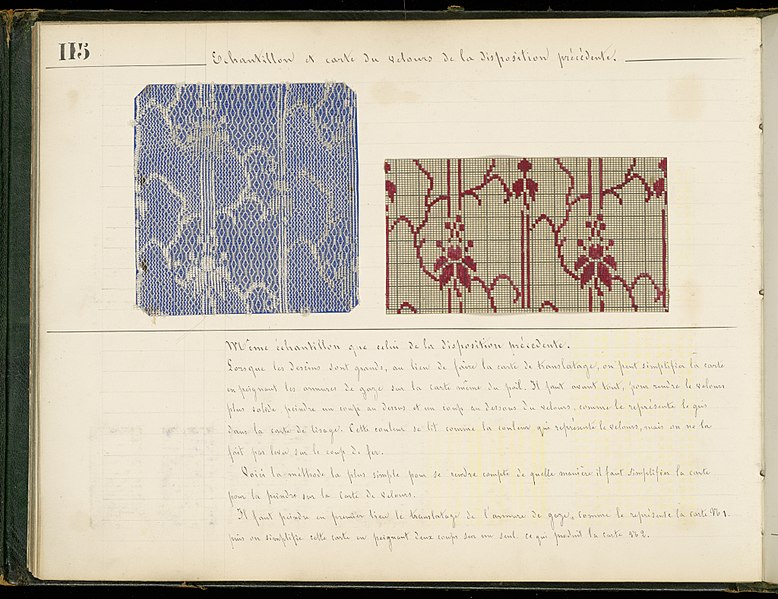 115
Echantillon et carte du velours de la disposition précédente.
Même échantillon que celui de la disposition précédente.
Lorsque les dessins sont grands, au lieu de faire la carte de translatage, on peut simplifier la carte
en peignant les armures de gaze sur la carte même du poil. Il faut avant tout, pour rendre le velours
plus solide peindre un coup au dessus et un coup au dessous du velours, comme le représente le gris
dans la carte de lisage. Cette couleur se lit comme la couleur qui représente le velours, mais on ne la
fait pas lever sur le coup de fer.
Voici la méthode la plus simple pour se rendre compte de quelle manière il faut simplifier la carte
pour la peindre sur la carte de velours.
Il faut peindre en premier lieu le translatage de l'armure de gaze, comme le représente la carte N° 1.
puis on simplifie cette carte en peignant deux coups sur un seul. ce qui produit la carte N° 2.